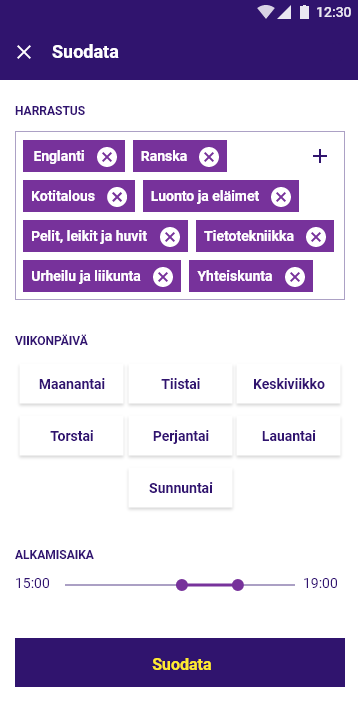 12:30
Suodata
HARRASTUS
Englanti Ranska
Kotitalous Luonto ja eläimet
Pelit, leikit ja huvit Tietotekniikka
Urheilu ja liikunta Yhteiskunta
VIIKONPÄIVÄ
Maanantai Tiistai Keskiviikko
Torstai Perjantai Lauantai
Sunnuntai
ALKAMISAIKA
15:00 19:00
Suodata